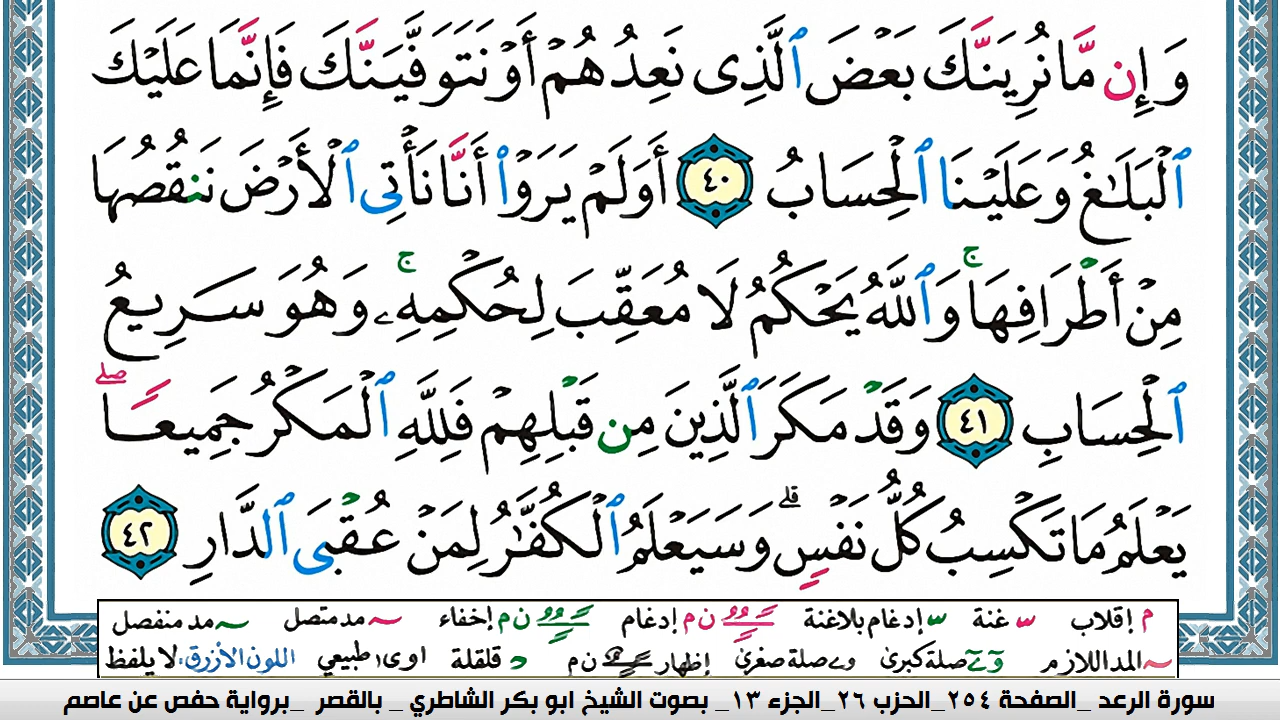 وَإِن مَّا نُرِيَنَّكَ بَعْضَ ٱلَّذِى نَعِدُهُمْ أَوْ نَتَوَفَّيَنَّكَ فَإِنَّمَا عَلَيْكَ
ٱلْبَلَـٰغُ وَعَلَيْنَا ٱلْحِسَابُ ٤٠ أَوَلَمْ يَرَوْا۟ أَنَّا نَأْتِى ٱلْأَرْضَ نَنقُصُهَا
مِنْ أَطْرَافِهَا ۚ وَٱللَّهُ يَحْكُمُ لَا مُعَقِّبَ لِحُكْمِهِۦ ۚ وَهُوَ سَرِيعُ
ٱلْحِسَابِ ٤١ وَقَدْ مَكَرَ ٱلَّذِينَ مِن قَبْلِهِمْ فَلِلَّهِ ٱلْمَكْرُ جَمِيعًا ۖ
يَعْلَمُ مَا تَكْسِبُ كُلُّ نَفْسٍ ۗ وَسَيَعْلَمُ ٱلْكُفَّـٰرُ لِمَنْ عُقْبَى ٱلدَّارِ ٤٢
م إقلاب ـ غنة ـ إدغام بلاغنة ن م إدغام ن م إخفاء ~ مد متصل ~ مد منفصل
~ المد اللازم و ے صلة كبرى و ے صلة صغرى إظهار ن م د قلقلة اوى طبيعي اللون الأزرق: لا يلفظ
سورة الرعد _الصفحة ٢٥٤_الحزب ٢٦_الجزء ١٣_ بصوت الشيخ ابو بكر الشاطري _ بالقصر _برواية حفص عن عاصم